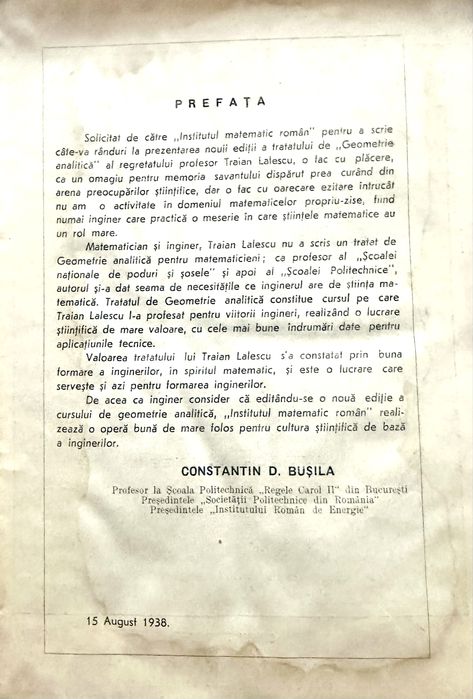 PREFAȚA
Solicitat de către „Institutul matematic român" pentru a scrie
câte-va rânduri la prezentarea nouii ediții a tratatului de „Geometrie
analitică" al regretatului profesor Traian Lalescu, o fac cu plăcere,
ca un omagiu pentru memoria savantului dispărut prea curând din
arena preocupărilor științifice, dar o fac cu oarecare ezitare întrucât
nu am o activitate în domeniul matematicelor propriu-zise, fiind
numai inginer care practică o meserie în care științele matematice au
un rol mare.
Matematician și inginer, Traian Lalescu nu a scris un tratat de
Geometrie analitică pentru matematicieni; ca profesor al „Școalei
naționale de poduri și șosele" și apoi al „Școalei Politechnice",
autorul și-a dat seama de necesitățile ce inginerul are de știința ma-
tematică. Tratatul de Geometrie analitică constitue cursul pe care
Traian Lalescu l-a profesat pentru viitorii ingineri, realizând o lucrare
științifică de mare valoare, cu cele mai bune îndrumări date pentru
aplicațiunile tecnice.
Valoarea tratatului lui Traian Lalescu s'a constatat prin buna
formare a inginerilor, in spiritul matematic, și este o lucrare care
servește și azi pentru formarea inginerilor.
De acea ca inginer consider că editându-se o nouă ediție a
cursului de geometrie analitică, „Institutul matematic român" reali-
zează o operă bună de mare folos pentru cultura științifică de bază
a inginerilor.
CONSTANTIN D. BUȘILA
Profesor la Școala Politechnică „Regele Carol II" din București
Președintele „Societății Politechnice din România"
Președintele „Institutului Român de Energie"
15 August 1938.